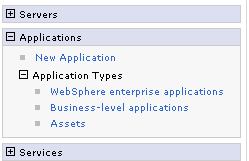 Servers
Applications
New Application
Application Types
WebSphere enterprise applications
Business-level applications
Assets
Services